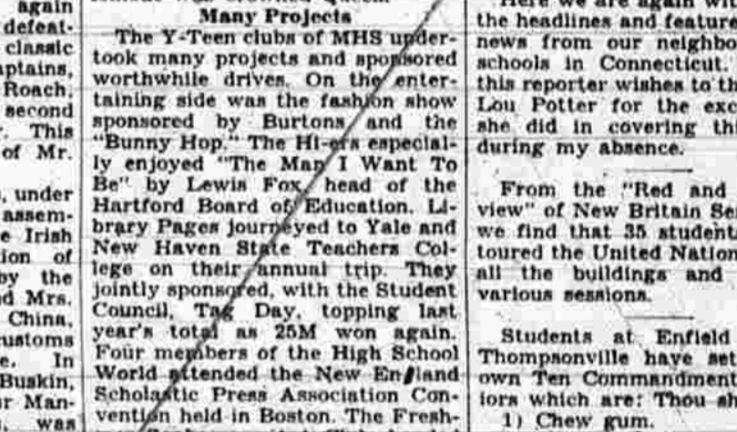 again
defeat-
classic
aptains,
Roach,
second
This
of Mr.
under
assem-
e Irish
tion of
by the
d Mrs.
China,
customs
e. In
Buskin,
r Man-
was
Many Projects
The Y-Teen clubs of MHS under-
took many projects and sponsored
worthwhile drives. On the enter-
taining side was the fashion show
sponsored by Burtons and the
"Bunny Hop." The Hi-ers especial-
ly enjoyed "The Man I Want To
Be" by Lewis Fox, head of the
Hartford Board of Education. Li-
brary Pages journeyed to Yale and
New Haven State Teachers Col-
lege on their annual trip. They
jointly sponsored, with the Student
Council, Tag Day, topping last
year's total as 25M won again.
Four members of the High School
World attended the New England
Scholastic Press Association Con-
vention held in Boston. The Fresh-
Here we are again wit
the headlines and feature
news from our neighbo
schools in Connecticut.
this reporter wishes to th
Lou Potter for the exc
she did in covering thi
during my absence.
From the "Red and
view" of New Britain Se
we find that 35 student
toured the United Nation
all the buildings and
various sessions.
Students at Enfield
Thompsonville have set
own Ten Commandment
iors which are: Thou sh
1) Chew gum.